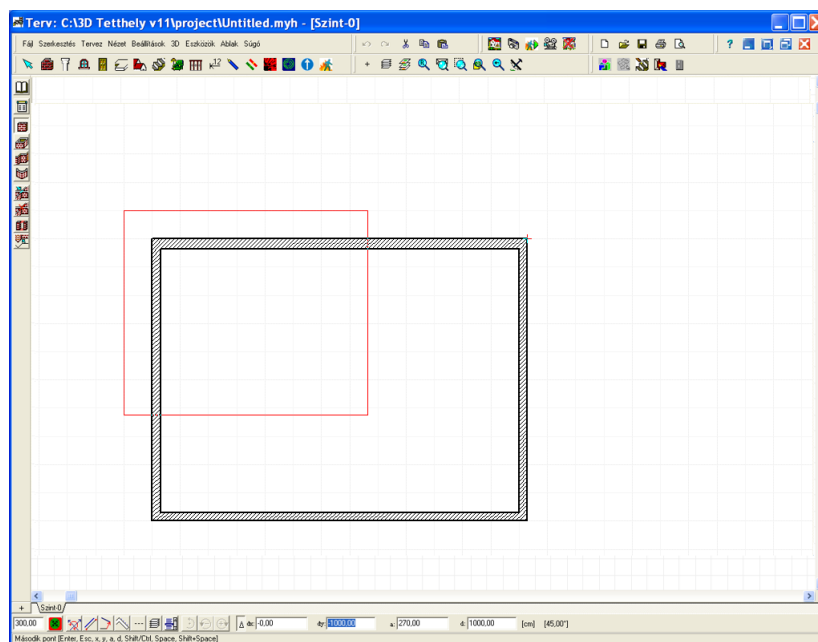 Terv: C:\3D Tetthely v11\project\Untitled.myh - [Szint-0]
Fájl Szerkesztés Tervez Nézet Beállítások 3D Eszközök Ablak Súgó
Szint-0
300,00 Δ dx: -0,00 dy: -1000,00 a: 270,00 d: 1000,00 [cm] [45,00°]
Második pont [Enter, Esc, x, y, a, d, Shift/Ctrl, Space, Shift+Space]